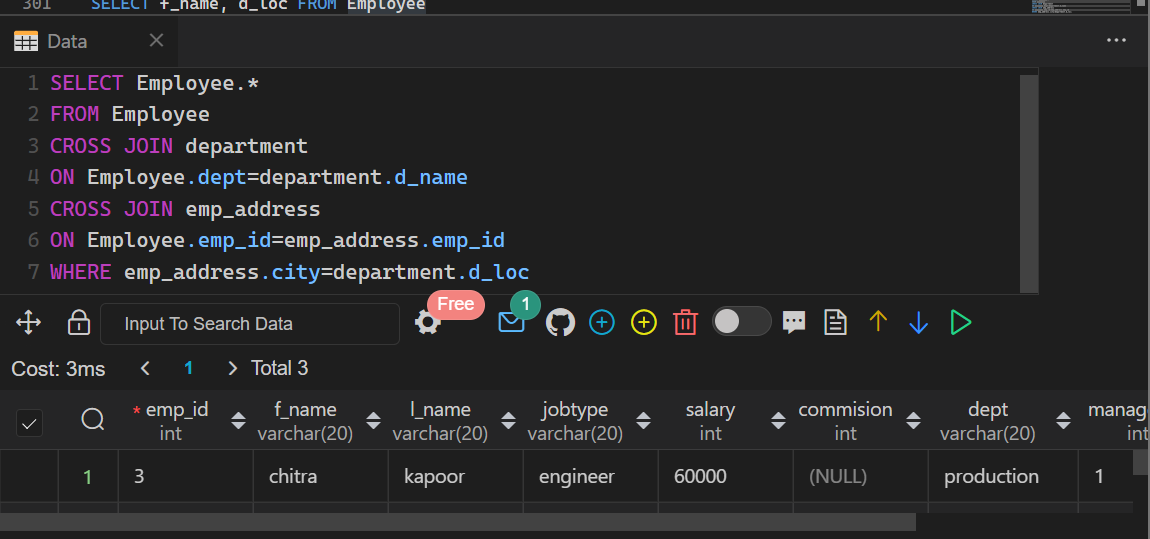 301 SELECT f_name, d_loc FROM Employee
Data
1 SELECT Employee.*
2 FROM Employee
3 CROSS JOIN department
4 ON Employee.dept=department.d_name
5 CROSS JOIN emp_address
6 ON Employee.emp_id=emp_address.emp_id
7 WHERE emp_address.city=department.d_loc
Input To Search Data Free 1
Cost: 3ms 1 Total 3
* emp_id f_name l_name jobtype salary commision dept manag
int varchar(20) varchar(20) varchar(20) int int varchar(20) int
1 3 chitra kapoor engineer 60000 (NULL) production 1